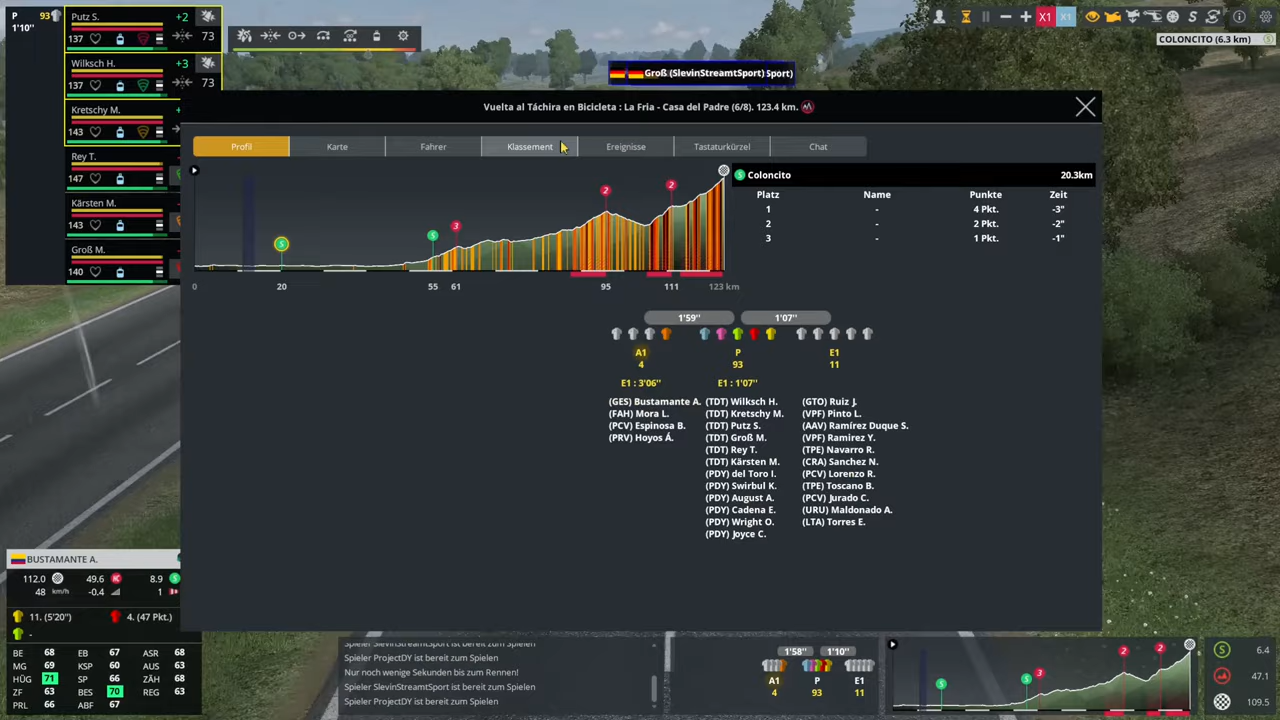 P 93
1'10''
Putz S. +2
137 73
Wilksch H. +3
137 73
Kretschy M.
143
Rey T.
147
Kärsten M.
143
Groß M.
140
X1 X1
COLONCITO (6.3 km)
Groß (SlevinStreamtSport) Sport)
Vuelta al Táchira en Bicicleta : La Fria - Casa del Padre (6/8). 123.4 km.
Profil Karte Fahrer Klassement Ereignisse Tastaturkürzel Chat
S Coloncito 20.3km
Platz Name Punkte Zeit
1 - 4 Pkt. -3"
2 - 2 Pkt. -2"
3 - 1 Pkt. -1"
S S 3 2 2
0 20 55 61 95 111 123 km
1'59'' 1'07''
A1 P E1
4 93 11
E1 : 3'06'' E1 : 1'07''
(GES) Bustamante A. (TDT) Wilksch H. (GTO) Ruiz J.
(FAH) Mora L. (TDT) Kretschy M. (VPF) Pinto L.
(PCV) Espinosa B. (TDT) Putz S. (AAV) Ramírez Duque S.
(PRV) Hoyos Á. (TDT) Groß M. (VPF) Ramirez Y.
(TDT) Rey T. (TPE) Navarro R.
(TDT) Kärsten M. (CRA) Sanchez N.
(PDY) del Toro I. (PCV) Lorenzo R.
(PDY) Swirbul K. (TPE) Toscano B.
(PDY) August A. (PCV) Jurado C.
(PDY) Cadena E. (URU) Maldonado A.
(PDY) Wright O. (LTA) Torres E.
(PDY) Joyce C.
BUSTAMANTE A.
112.0 49.6 8.9 S
48 km/h -0.4 1
11. (5'20'') 4. (47 Pkt.)
-
BE 68 EB 67 ASR 68
MG 69 KSP 60 AUS 63
HÜG 71 SP 66 ZÄH 68
ZF 63 BES 70 REG 63
PRL 66 ABF 67
Spieler SlevinStreamtSport ist bereit zum Spielen
Spieler ProjectDY ist bereit zum Spielen
Nur noch wenige Sekunden bis zum Rennen!
Spieler SlevinStreamtSport ist bereit zum Spielen
Spieler ProjectDY ist bereit zum Spielen
1'58'' 1'10''
A1 P E1
4 93 11
S S 3 2 2
S 6.4
47.1
109.5